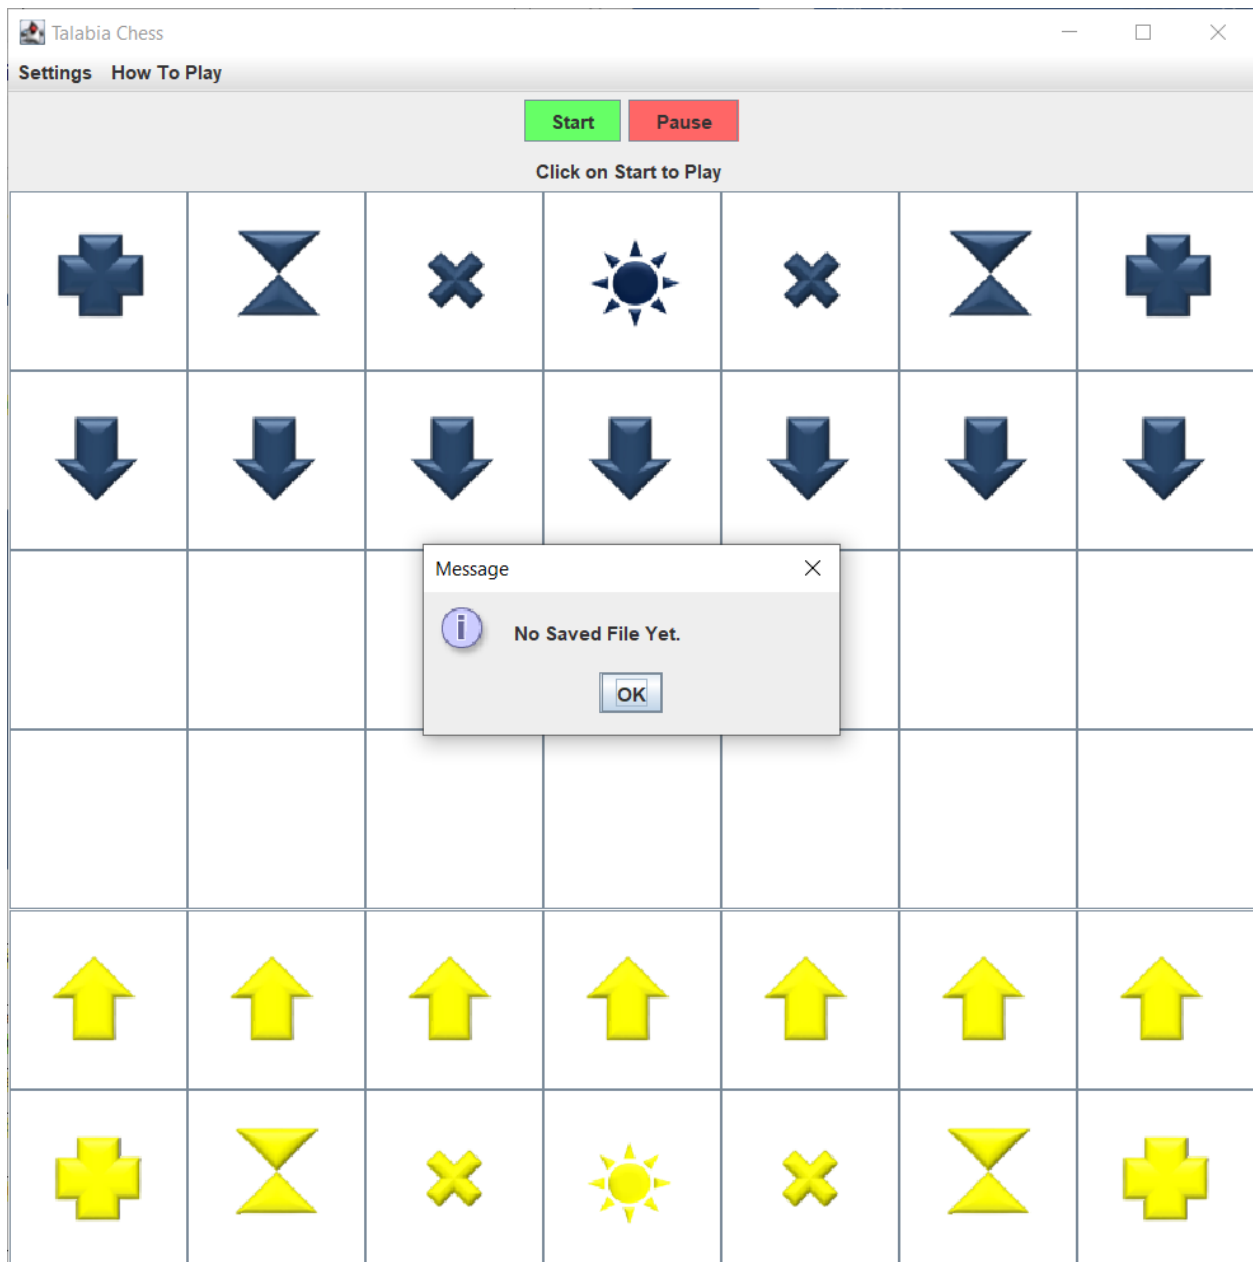 Talabia Chess
Settings How To Play
Start Pause
Click on Start to Play
Message
i
No Saved File Yet.
OK